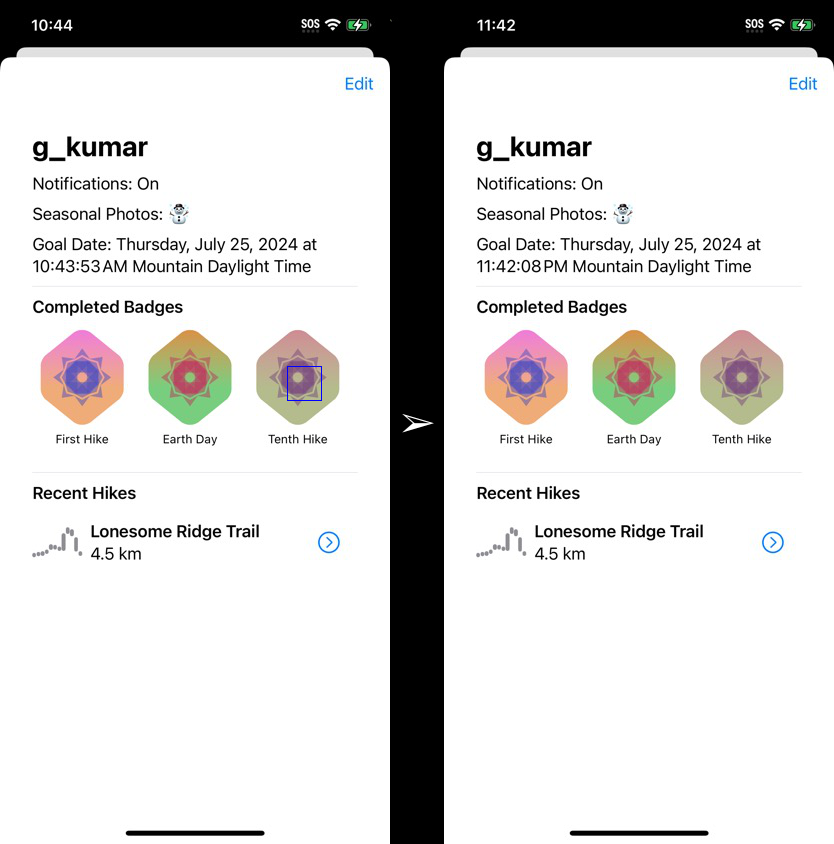 10:44
SOS
Edit
g_kumar
Notifications: On
Seasonal Photos: ☃️
Goal Date: Thursday, July 25, 2024 at
10:43:53 AM Mountain Daylight Time
Completed Badges
First Hike
Earth Day
Tenth Hike
Recent Hikes
Lonesome Ridge Trail
4.5 km
11:42
SOS
Edit
g_kumar
Notifications: On
Seasonal Photos: ☃️
Goal Date: Thursday, July 25, 2024 at
11:42:08 PM Mountain Daylight Time
Completed Badges
First Hike
Earth Day
Tenth Hike
Recent Hikes
Lonesome Ridge Trail
4.5 km